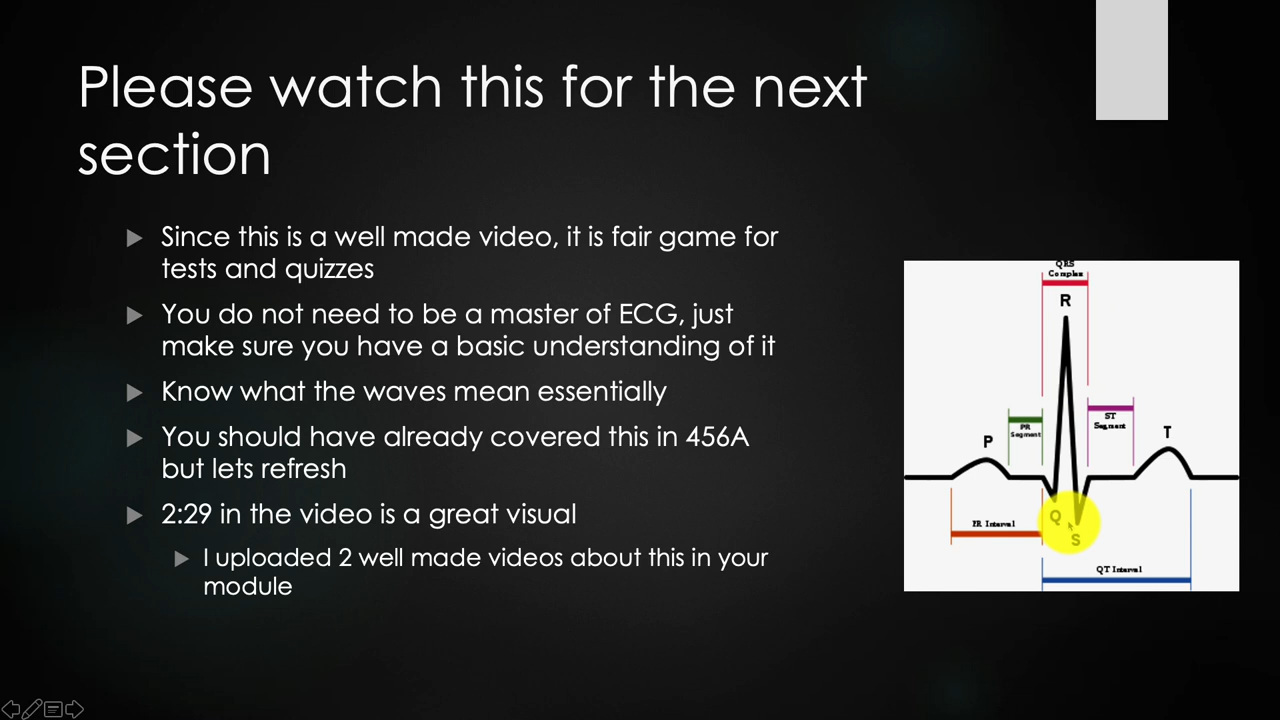 Please watch this for the next
section
Since this is a well made video, it is fair game for
tests and quizzes
You do not need to be a master of ECG, just
make sure you have a basic understanding of it
Know what the waves mean essentially
You should have already covered this in 456A
but lets refresh
2:29 in the video is a great visual
I uploaded 2 well made videos about this in your
module
QRS
Complex
R
PR
Segment
ST
Segment
P
T
Q
S
PR Interval
QT Interval